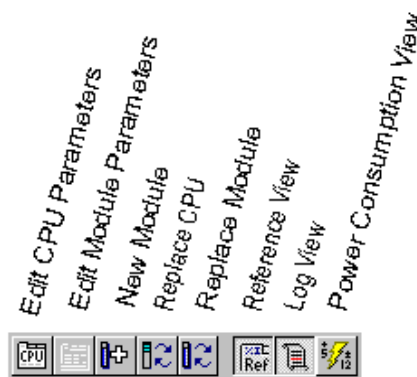 Edit CPU Parameters
Edit Module Parameters
New Module
Replace CPU
Replace Module
Reference View
Log View
Power Consumption View
CPU
Ref